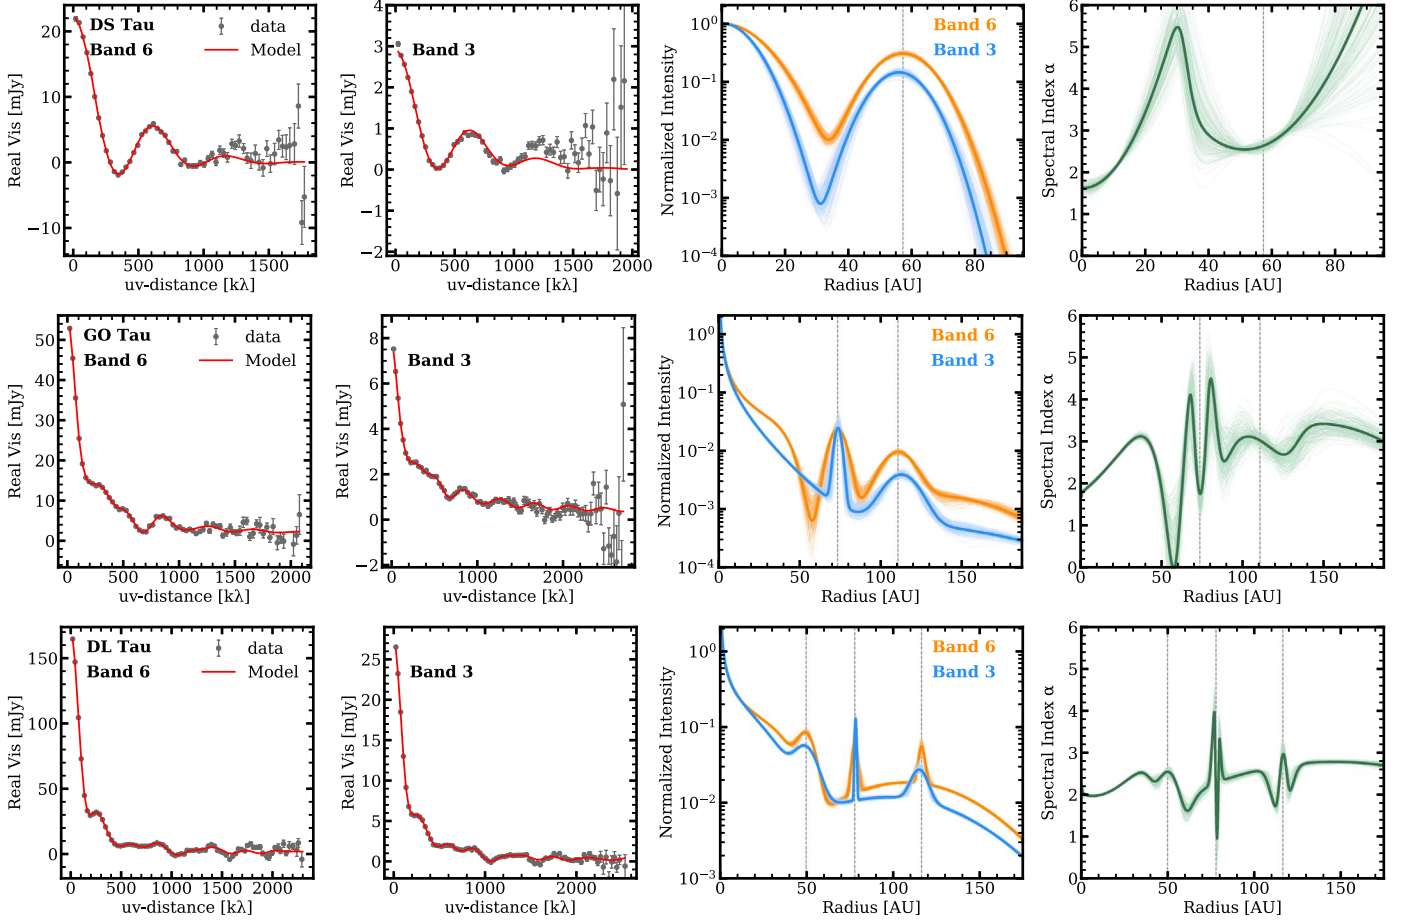 DS Tau
Band 6
data
Model
Real Vis [mJy]
20
10
0
−10
0
500
1000
1500
uv-distance [kλ]
Band 3
Real Vis [mJy]
4
3
2
1
0
−1
−2
0
500
1000
1500
2000
uv-distance [kλ]
Band 6
Band 3
Normalized Intensity
10⁰
10⁻¹
10⁻²
10⁻³
10⁻⁴
0
20
40
60
80
Radius [AU]
Spectral Index α
6
5
4
3
2
1
0
0
20
40
60
80
Radius [AU]
GO Tau
Band 6
data
Model
Real Vis [mJy]
50
40
30
20
10
0
0
500
1000
1500
2000
uv-distance [kλ]
Band 3
Real Vis [mJy]
8
6
4
2
0
−2
0
1000
2000
uv-distance [kλ]
Band 6
Band 3
Normalized Intensity
10⁰
10⁻¹
10⁻²
10⁻³
10⁻⁴
0
50
100
150
Radius [AU]
Spectral Index α
6
5
4
3
2
1
0
0
50
100
150
Radius [AU]
DL Tau
Band 6
data
Model
Real Vis [mJy]
150
100
50
0
0
500
1000
1500
2000
uv-distance [kλ]
Band 3
Real Vis [mJy]
25
20
15
10
5
0
0
1000
2000
uv-distance [kλ]
Band 6
Band 3
Normalized Intensity
10⁰
10⁻¹
10⁻²
10⁻³
0
50
100
150
Radius [AU]
Spectral Index α
6
5
4
3
2
1
0
0
50
100
150
Radius [AU]